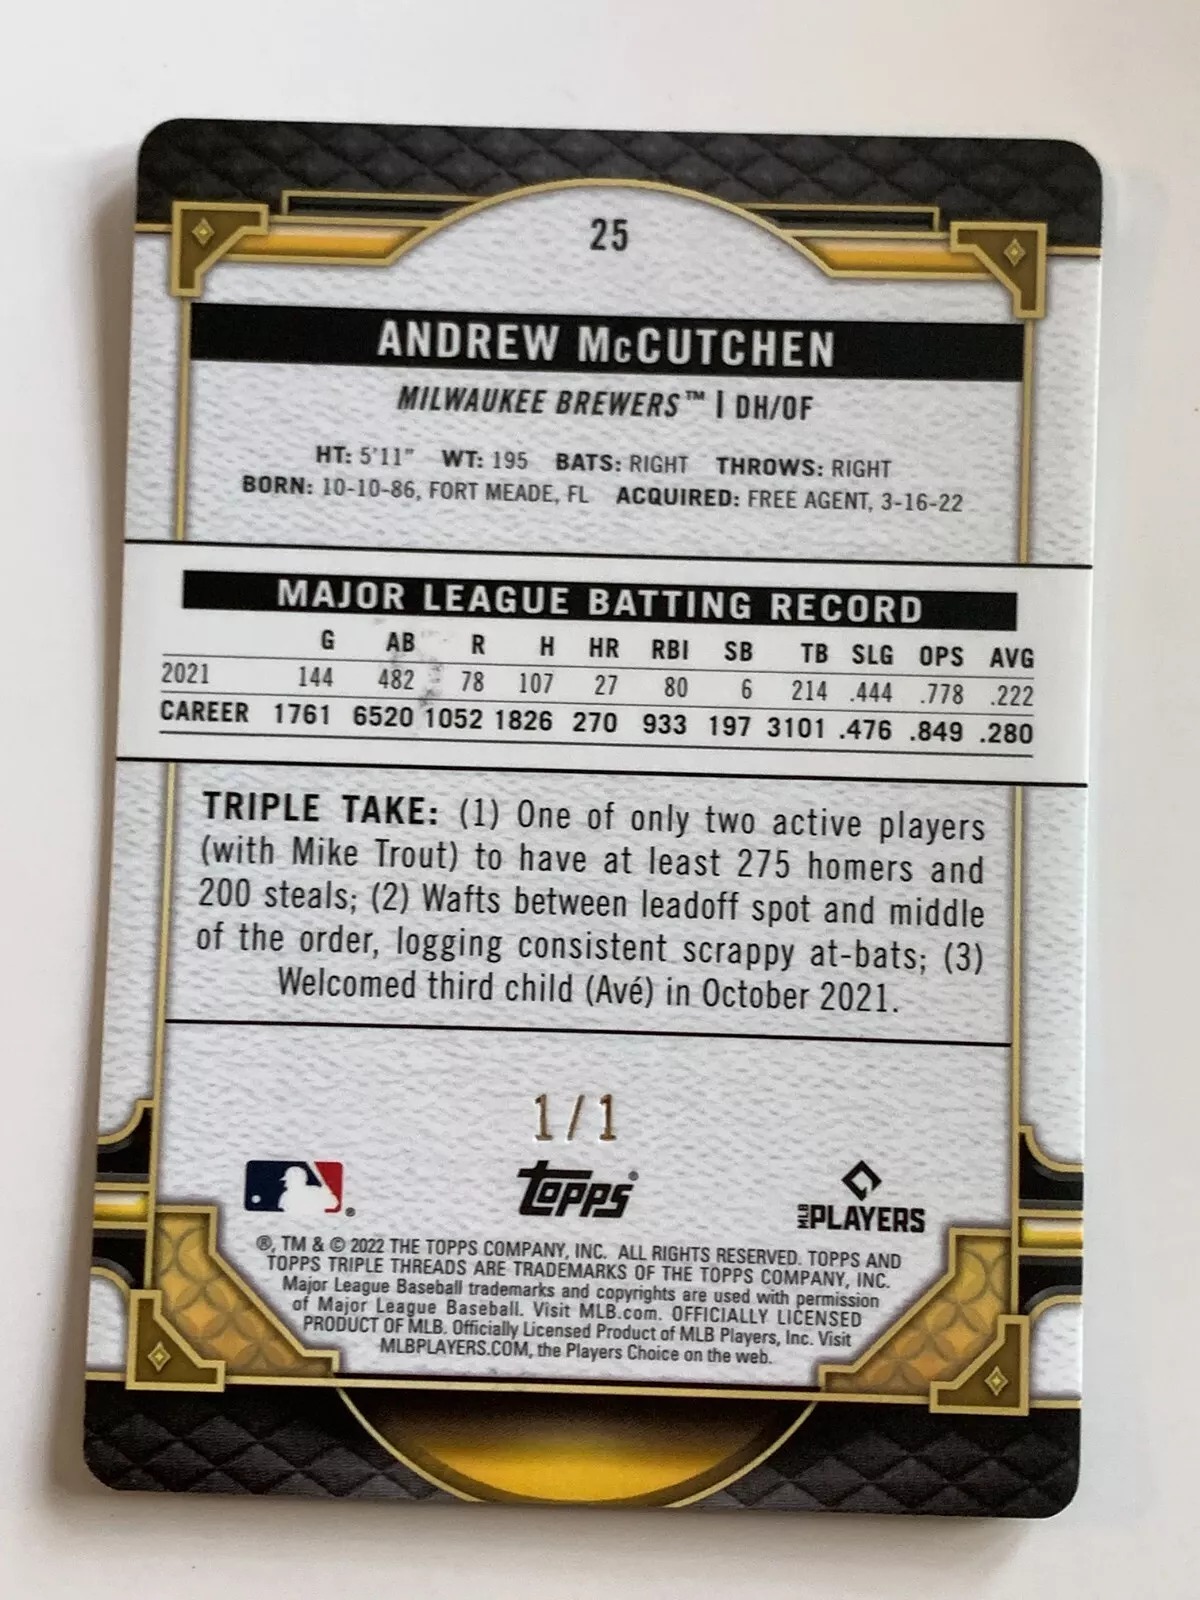 25
ANDREW McCUTCHEN
MILWAUKEE BREWERS™ | DH/OF
HT: 5'11" WT: 195 BATS: RIGHT THROWS: RIGHT
BORN: 10-10-86, FORT MEADE, FL ACQUIRED: FREE AGENT, 3-16-22
MAJOR LEAGUE BATTING RECORD
G AB R H HR RBI SB TB SLG OPS AVG
2021 144 482 78 107 27 80 6 214 .444 .778 .222
CAREER 1761 6520 1052 1826 270 933 197 3101 .476 .849 .280
TRIPLE TAKE: (1) One of only two active players
(with Mike Trout) to have at least 275 homers and
200 steals; (2) Wafts between leadoff spot and middle
of the order, logging consistent scrappy at-bats; (3)
Welcomed third child (Avé) in October 2021.
1/1
topps®
MLB PLAYERS
®, TM & © 2022 THE TOPPS COMPANY, INC. ALL RIGHTS RESERVED. TOPPS AND
TOPPS TRIPLE THREADS ARE TRADEMARKS OF THE TOPPS COMPANY, INC.
Major League Baseball trademarks and copyrights are used with permission
of Major League Baseball. Visit MLB.com. OFFICIALLY LICENSED
PRODUCT OF MLB. Officially Licensed Product of MLB Players, Inc. Visit
MLBPLAYERS.COM, the Players Choice on the web.